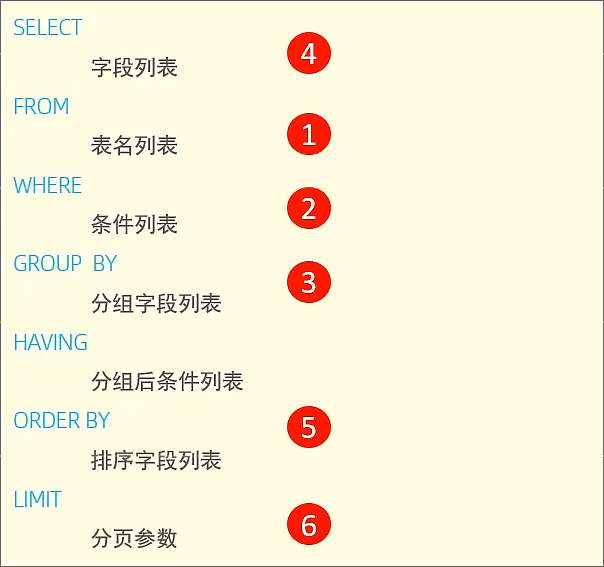 SELECT
字段列表 4
FROM
表名列表 1
WHERE
条件列表 2
GROUP BY
分组字段列表 3
HAVING
分组后条件列表
ORDER BY
排序字段列表 5
LIMIT
分页参数 6